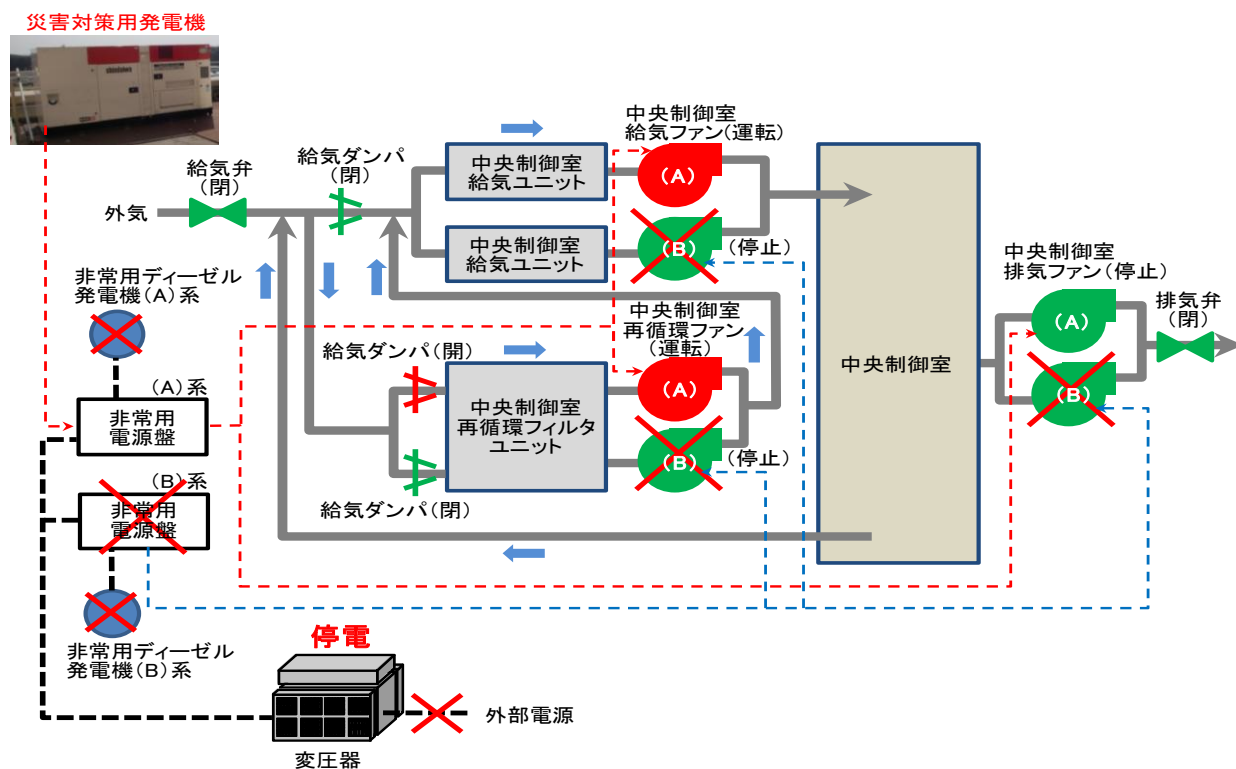 災害対策用発電機
中央制御室
給気ファン(運転)
給気ダンパ
(閉)
給気弁
(閉)
中央制御室
給気ユニット
(A)
外気
中央制御室
給気ユニット
(B)
(停止)
中央制御室
排気ファン(停止)
排気弁
(閉)
(A)
(B)
非常用ディーゼル
発電機(A)系
中央制御室
再循環ファン
(運転)
給気ダンパ(開)
中央制御室
再循環フィルタ
ユニット
(A)
(B)
(停止)
給気ダンパ(閉)
中央制御室
(A)系
非常用
電源盤
(B)系
非常用
電源盤
非常用ディーゼル
発電機(B)系
停電
外部電源
変圧器